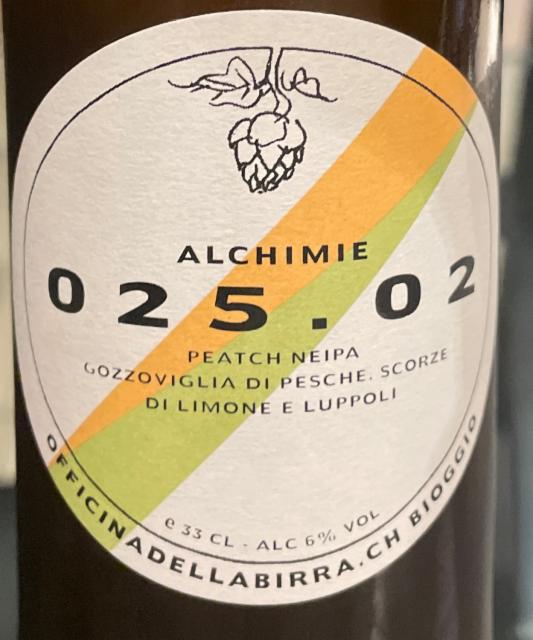 ALCHIMIE
025.02
PEATCH NEIPA
GOZZOVIGLIA DI PESCHE. SCORZE
DI LIMONE E LUPPOLI
e 33 CL - ALC 6% VOL
OFFICINADELLABIRRA.CH BIOGGIO